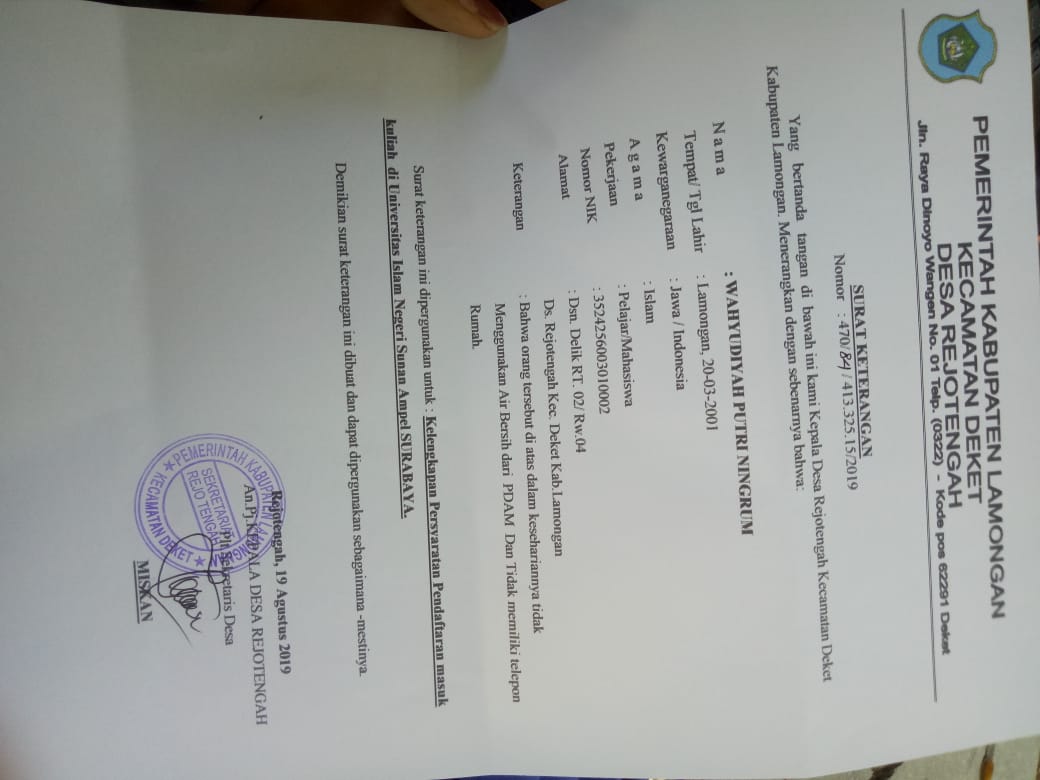 PEMERINTAH KABUPATEN LAMONGAN
KECAMATAN DEKET
DESA REJOTENGAH
Jln. Raya Dlnoyo Wangen No. 01 Telp. (0322) - Kode pos 62291 Deket
SURAT KETERANGAN
Nomor : 470/84/413.325.15/2019
Yang bertanda tangan di bawah ini kami Kepala Desa Rejotengah Kecamatan Deket
Kabupaten Lamongan. Menerangkan dengan sebenarnya bahwa:
N a m a : WAHYUDIYAH PUTRI NINGRUM
Tempat/ Tgl Lahir : Lamongan, 20-03-2001
Kewarganegaraan : Jawa / Indonesia
A g a m a : Islam
Pekerjaan : Pelajar/Mahasiswa
Nomor NIK : 3524256003010002
Alamat : Dsn. Delik RT. 02/ Rw.04
Ds. Rejotengah Kec. Deket Kab.Lamongan
Keterangan : Bahwa orang tersebut di atas dalam kesehariannya tidak
Menggunakan Air Bersih dari PDAM Dan Tidak memiliki telepon
Rumah.
Surat keterangan ini dipergunakan untuk : Kelengkapan Persyaratan Pendaftaran masuk
kuliah di Universitas Islam Negeri Sunan Ampel SURABAYA.
Demikian surat keterangan ini dibuat dan dapat dipergunakan sebagaimana -mestinya.
Rejotengah, 19 Agustus 2019
An.Pj.KEPALA DESA REJOTENGAH
Plt.Sekretaris Desa
PEMERINTAH KABUPATEN LAMONGAN
SEKRETARIS
REJO TENGAH
KECAMATAN DEKET
MISKAN